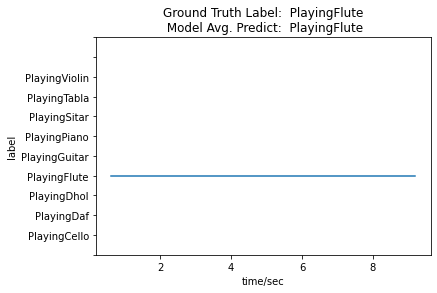 Ground Truth Label:  PlayingFlute
Model Avg. Predict:  PlayingFlute
PlayingViolin
PlayingTabla
PlayingSitar
PlayingPiano
PlayingGuitar
PlayingFlute
PlayingDhol
PlayingDaf
PlayingCello
label
2 4 6 8
time/sec